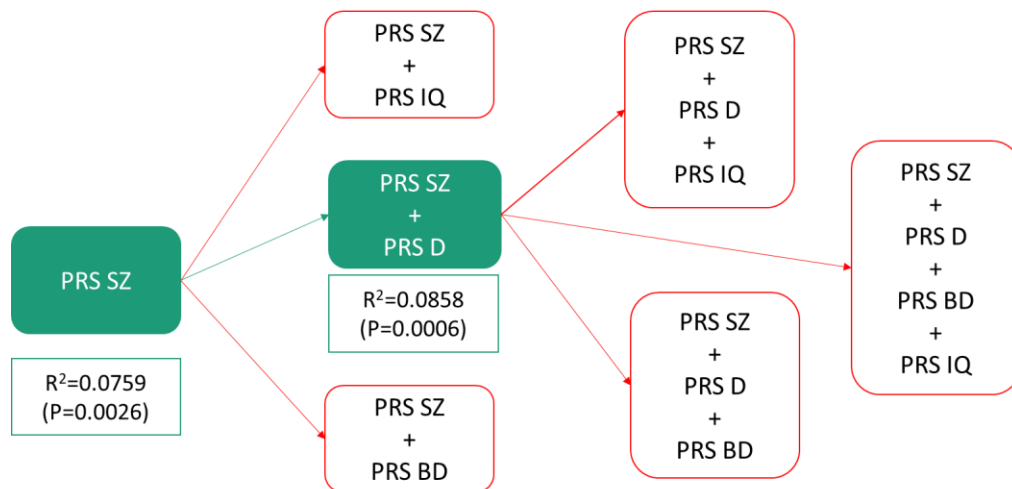 PRS SZ
R²=0.0759
(P=0.0026)
PRS SZ
+
PRS IQ
PRS SZ
+
PRS D
R²=0.0858
(P=0.0006)
PRS SZ
+
PRS BD
PRS SZ
+
PRS D
+
PRS IQ
PRS SZ
+
PRS D
+
PRS BD
PRS SZ
+
PRS D
+
PRS BD
+
PRS IQ